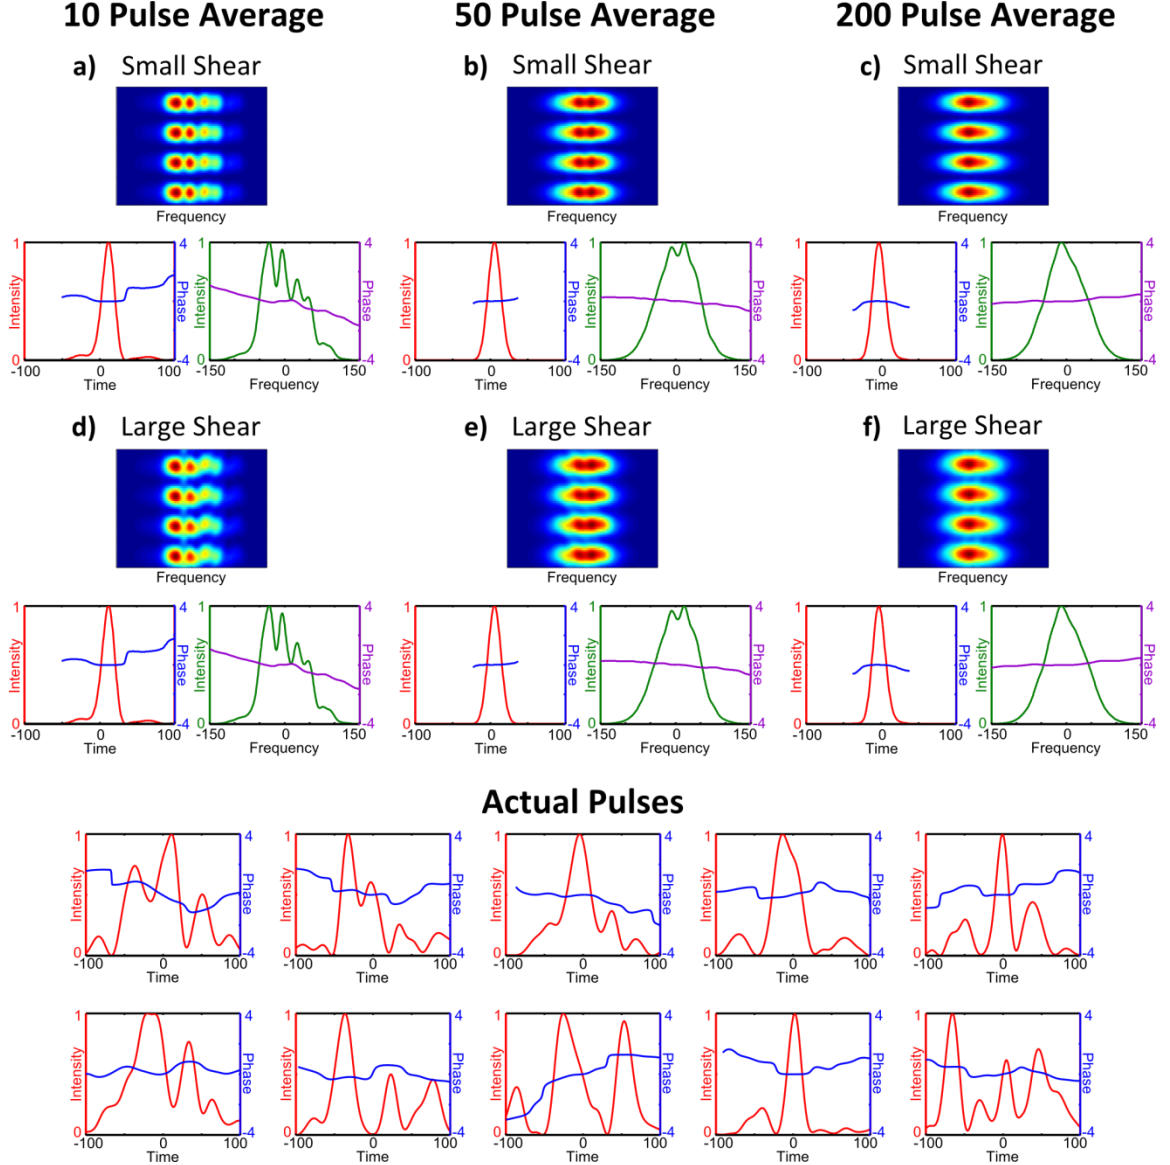 10 Pulse Average 50 Pulse Average 200 Pulse Average
a) Small Shear b) Small Shear c) Small Shear
Frequency Frequency Frequency
1 4 1 4 1 4 1 4 1 4 1 4
Intensity Phase Intensity Phase Intensity Phase Intensity Phase Intensity Phase Intensity Phase
0 -4 0 -4 0 -4 0 -4 0 -4 0 -4
-100 0 100 -150 0 150 -100 0 100 -150 0 150 -100 0 100 -150 0 150
Time Frequency Time Frequency Time Frequency
d) Large Shear e) Large Shear f) Large Shear
Frequency Frequency Frequency
1 4 1 4 1 4 1 4 1 4 1 4
Intensity Phase Intensity Phase Intensity Phase Intensity Phase Intensity Phase Intensity Phase
0 -4 0 -4 0 -4 0 -4 0 -4 0 -4
-100 0 100 -150 0 150 -100 0 100 -150 0 150 -100 0 100 -150 0 150
Time Frequency Time Frequency Time Frequency
Actual Pulses
1 4 1 4 1 4 1 4 1 4
Intensity Phase Intensity Phase Intensity Phase Intensity Phase Intensity Phase
0 -4 0 -4 0 -4 0 -4 0 -4
-100 0 100 -100 0 100 -100 0 100 -100 0 100 -100 0 100
Time Time Time Time Time
1 4 1 4 1 4 1 4 1 4
Intensity Phase Intensity Phase Intensity Phase Intensity Phase Intensity Phase
0 -4 0 -4 0 -4 0 -4 0 -4
-100 0 100 -100 0 100 -100 0 100 -100 0 100 -100 0 100
Time Time Time Time Time